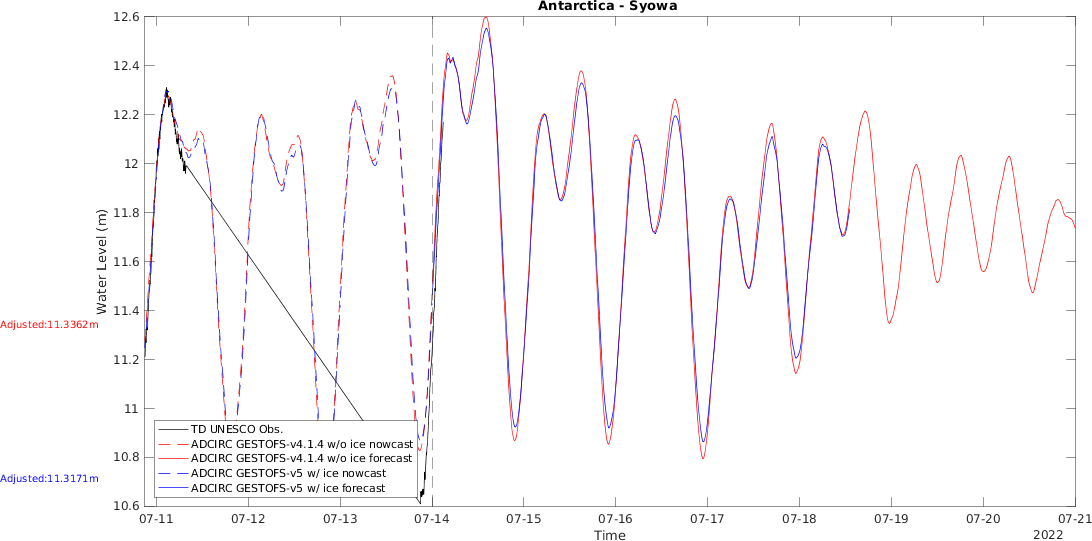 Antarctica - Syowa
12.6
12.4
12.2
12
11.8
11.6
11.4
11.2
11
10.8
10.6
Water Level (m)
Adjusted:11.3362m
Adjusted:11.3171m
TD UNESCO Obs.
ADCIRC GESTOFS-v4.1.4 w/o ice nowcast
ADCIRC GESTOFS-v4.1.4 w/o ice forecast
ADCIRC GESTOFS-v5 w/ ice nowcast
ADCIRC GESTOFS-v5 w/ ice forecast
07-11 07-12 07-13 07-14 07-15 07-16 07-17 07-18 07-19 07-20 07-21
Time
2022